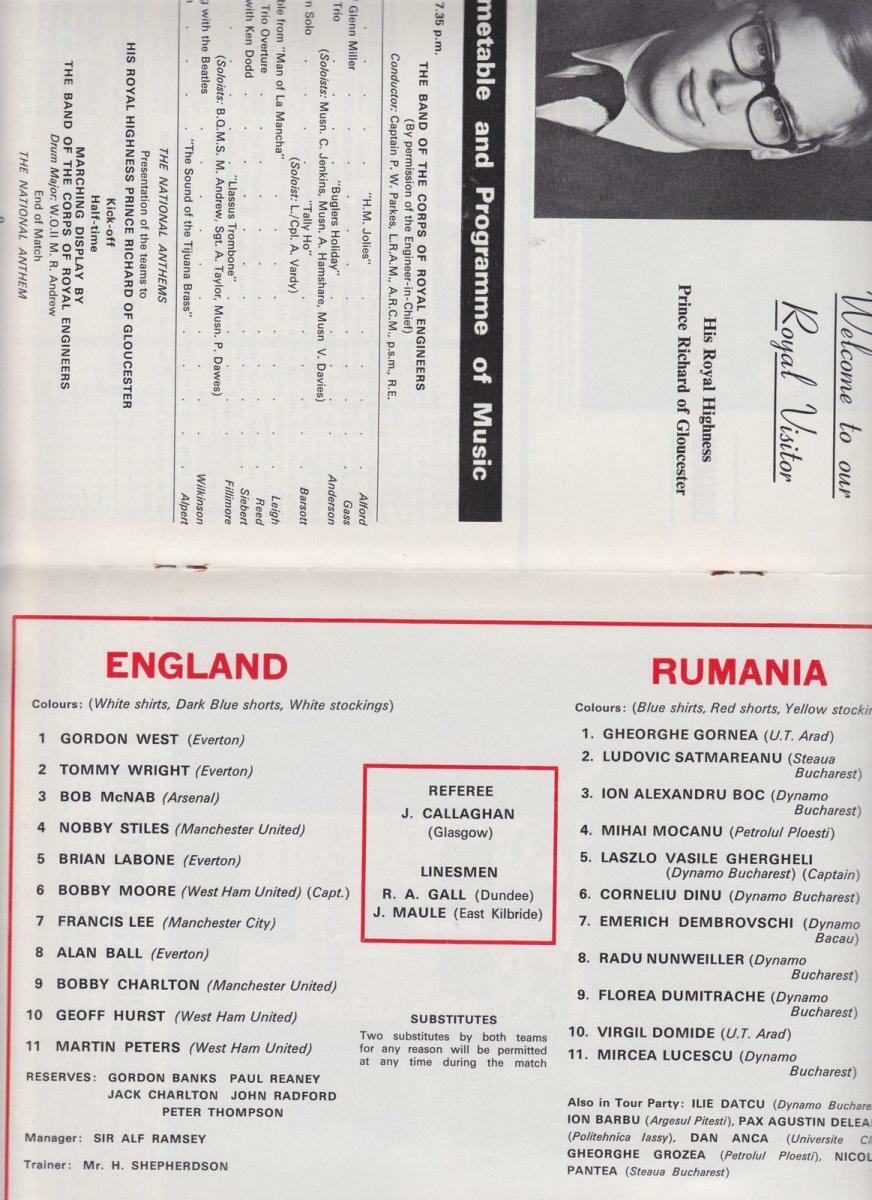 Welcome to our
Royal Visitor
His Royal Highness
Prince Richard of Gloucester
and Programme of Music
7.35 p.m.
THE BAND OF THE CORPS OF ROYAL ENGINEERS
(By permission of the Engineer-in-Chief)
Conductor: Captain P. W. Parkes, L.R.A.M., A.R.C.M., p.s.m., R.E.
. . "H.M. Jolies" . . . . Alford
Glenn Miller . . . . . . Gass
Trio . . "Buglers Holiday" . . . . Anderson
(Soloists: Musn. C. Jenkins, Musn. A. Hamshare, Musn V. Davies)
Solo . . "Tally Ho" . . . . Barsott
(Soloist: L./Cpl. A. Vardy)
from "Man of La Mancha" . . . . Leigh
Trio Overture . . . . . . Reed
with Ken Dodd . . . . . . Siebert
. . "Llassus Trombone" . . . . Fillimore
(Soloists: B.Q.M.S. M. Andrew, Sgt. A. Taylor, Musn. P. Dawes)
with the Beatles . . . . . . Wilkinson
. . "The Sound of the Tijuana Brass" . . . . Alpert
THE NATIONAL ANTHEMS
Presentation of the teams to
HIS ROYAL HIGHNESS PRINCE RICHARD OF GLOUCESTER
Kick-off
Half-time
MARCHING DISPLAY BY
THE BAND OF THE CORPS OF ROYAL ENGINEERS
Drum Major: W.O.II M. R. Andrew
End of Match
THE NATIONAL ANTHEM
ENGLAND
Colours: (White shirts, Dark Blue shorts, White stockings)
1 GORDON WEST (Everton)
2 TOMMY WRIGHT (Everton)
3 BOB McNAB (Arsenal)
4 NOBBY STILES (Manchester United)
5 BRIAN LABONE (Everton)
6 BOBBY MOORE (West Ham United) (Capt.)
7 FRANCIS LEE (Manchester City)
8 ALAN BALL (Everton)
9 BOBBY CHARLTON (Manchester United)
10 GEOFF HURST (West Ham United)
11 MARTIN PETERS (West Ham United)
RESERVES: GORDON BANKS PAUL REANEY
JACK CHARLTON JOHN RADFORD
PETER THOMPSON
Manager: SIR ALF RAMSEY
Trainer: Mr. H. SHEPHERDSON
REFEREE
J. CALLAGHAN
(Glasgow)
LINESMEN
R. A. GALL (Dundee)
J. MAULE (East Kilbride)
SUBSTITUTES
Two substitutes by both teams
for any reason will be permitted
at any time during the match
RUMANIA
Colours: (Blue shirts, Red shorts, Yellow
1. GHEORGHE GORNEA (U.T. Arad)
2. LUDOVIC SATMAREANU (Steaua
Bucharest)
3. ION ALEXANDRU BOC (Dynamo
Bucharest)
4. MIHAI MOCANU (Petrolul Ploesti)
5. LASZLO VASILE GHERGHELI
(Dynamo Bucharest) (Captain)
6. CORNELIU DINU (Dynamo Bucharest)
7. EMERICH DEMBROVSCHI (Dynamo
Bacau)
8. RADU NUNWEILLER (Dynamo
Bucharest)
9. FLOREA DUMITRACHE (Dynamo
Bucharest)
10. VIRGIL DOMIDE (U.T. Arad)
11. MIRCEA LUCESCU (Dynamo
Bucharest)
Also in Tour Party: ILIE DATCU (Dynamo
ION BARBU (Argesul Pitesti), PAX AGUSTIN
(Politehnica Iassy), DAN ANCA (Universite
GHEORGHE GROZEA (Petrolul Ploesti),
PANTEA (Steaua Bucharest)